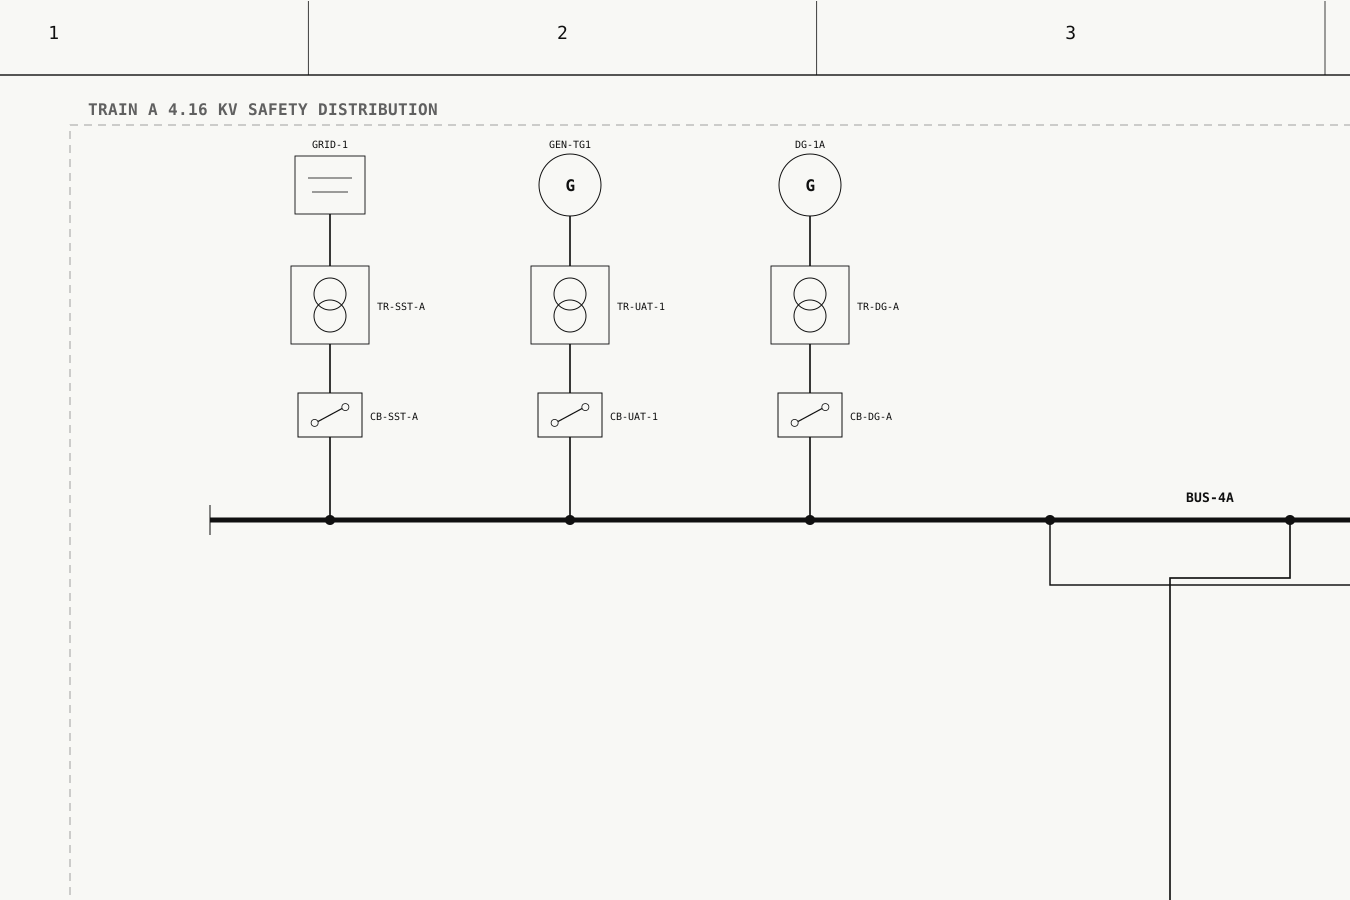 1
2
3
TRAIN A 4.16 KV SAFETY DISTRIBUTION
GRID-1
GEN-TG1
DG-1A
G
G
TR-SST-A
TR-UAT-1
TR-DG-A
CB-SST-A
CB-UAT-1
CB-DG-A
BUS-4A